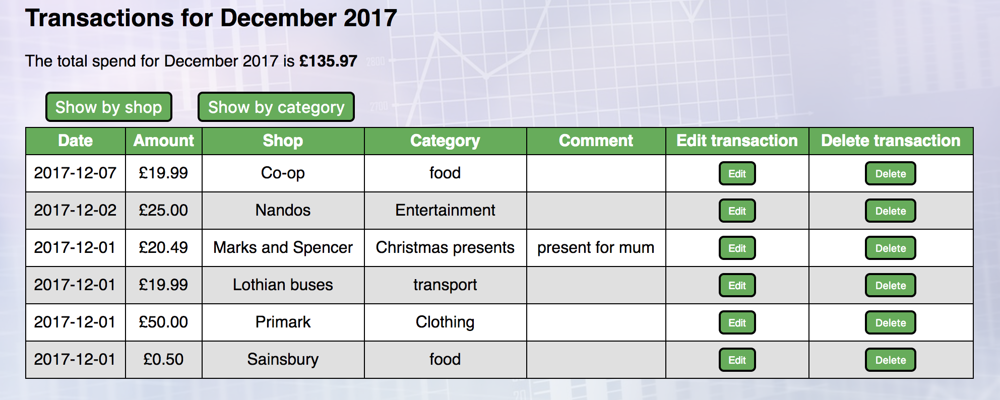 Transactions for December 2017
The total spend for December 2017 is £135.97
2800
Show by shop Show by category
2700
Date Amount Shop Category Comment Edit transaction Delete transaction
2017-12-07 £19.99 Co-op food Edit Delete
2017-12-02 £25.00 Nandos Entertainment Edit Delete
2017-12-01 £20.49 Marks and Spencer Christmas presents present for mum Edit Delete
2017-12-01 £19.99 Lothian buses transport Edit Delete
2017-12-01 £50.00 Primark Clothing Edit Delete
2017-12-01 £0.50 Sainsbury food Edit Delete